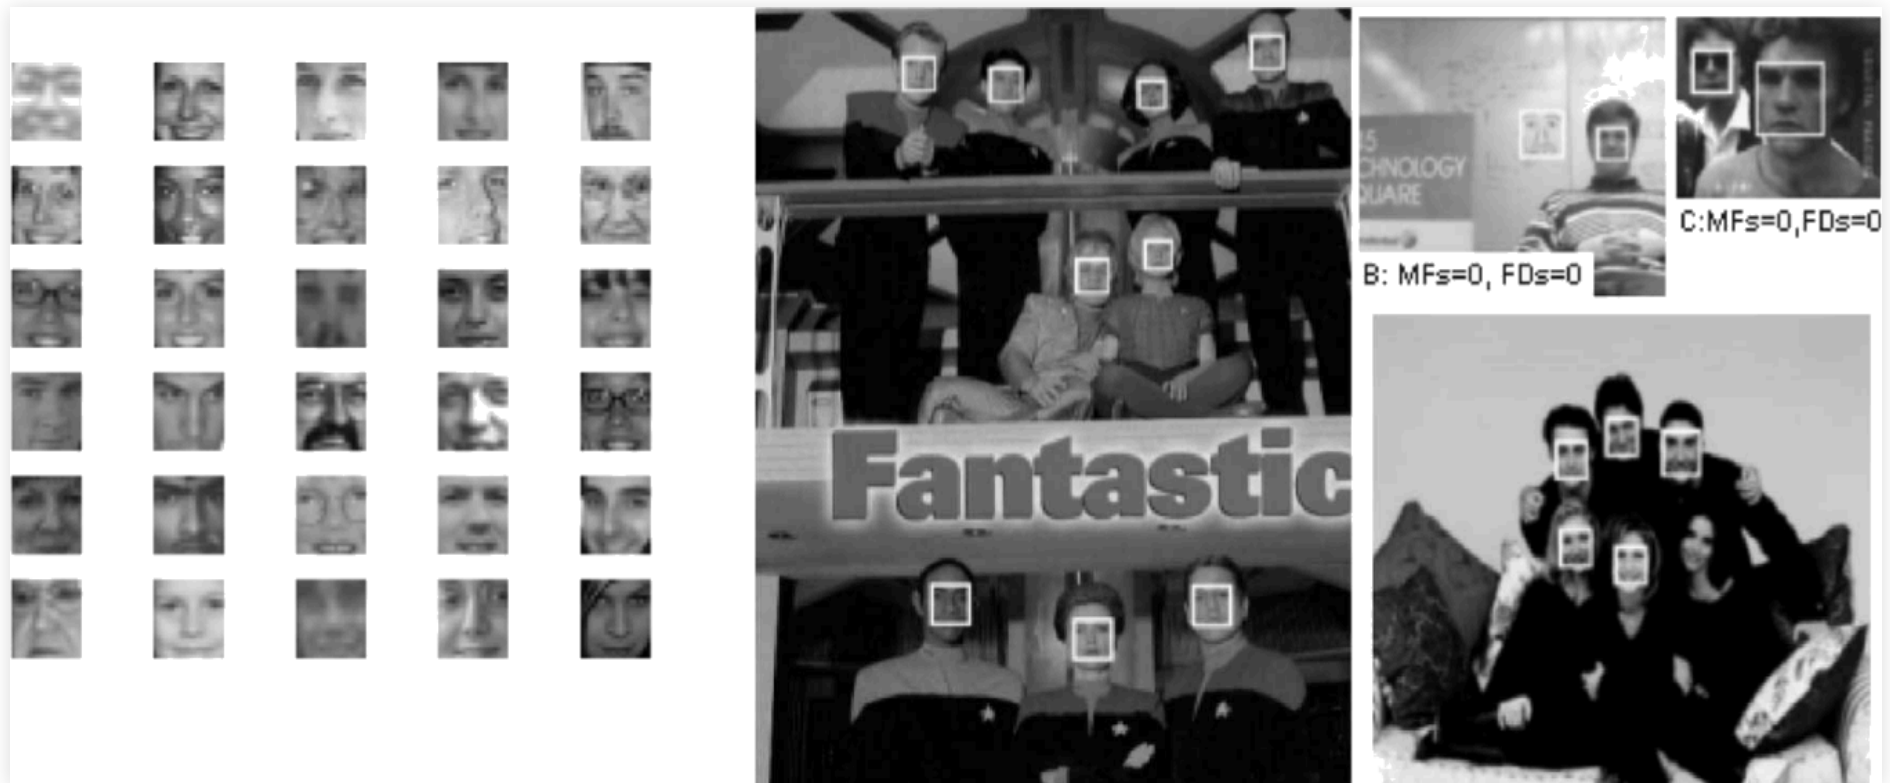 Fantastic
5
CHNOLOGY
QUARE
B: MFs=0, FDs=0
C:MFs=0,FDs=0